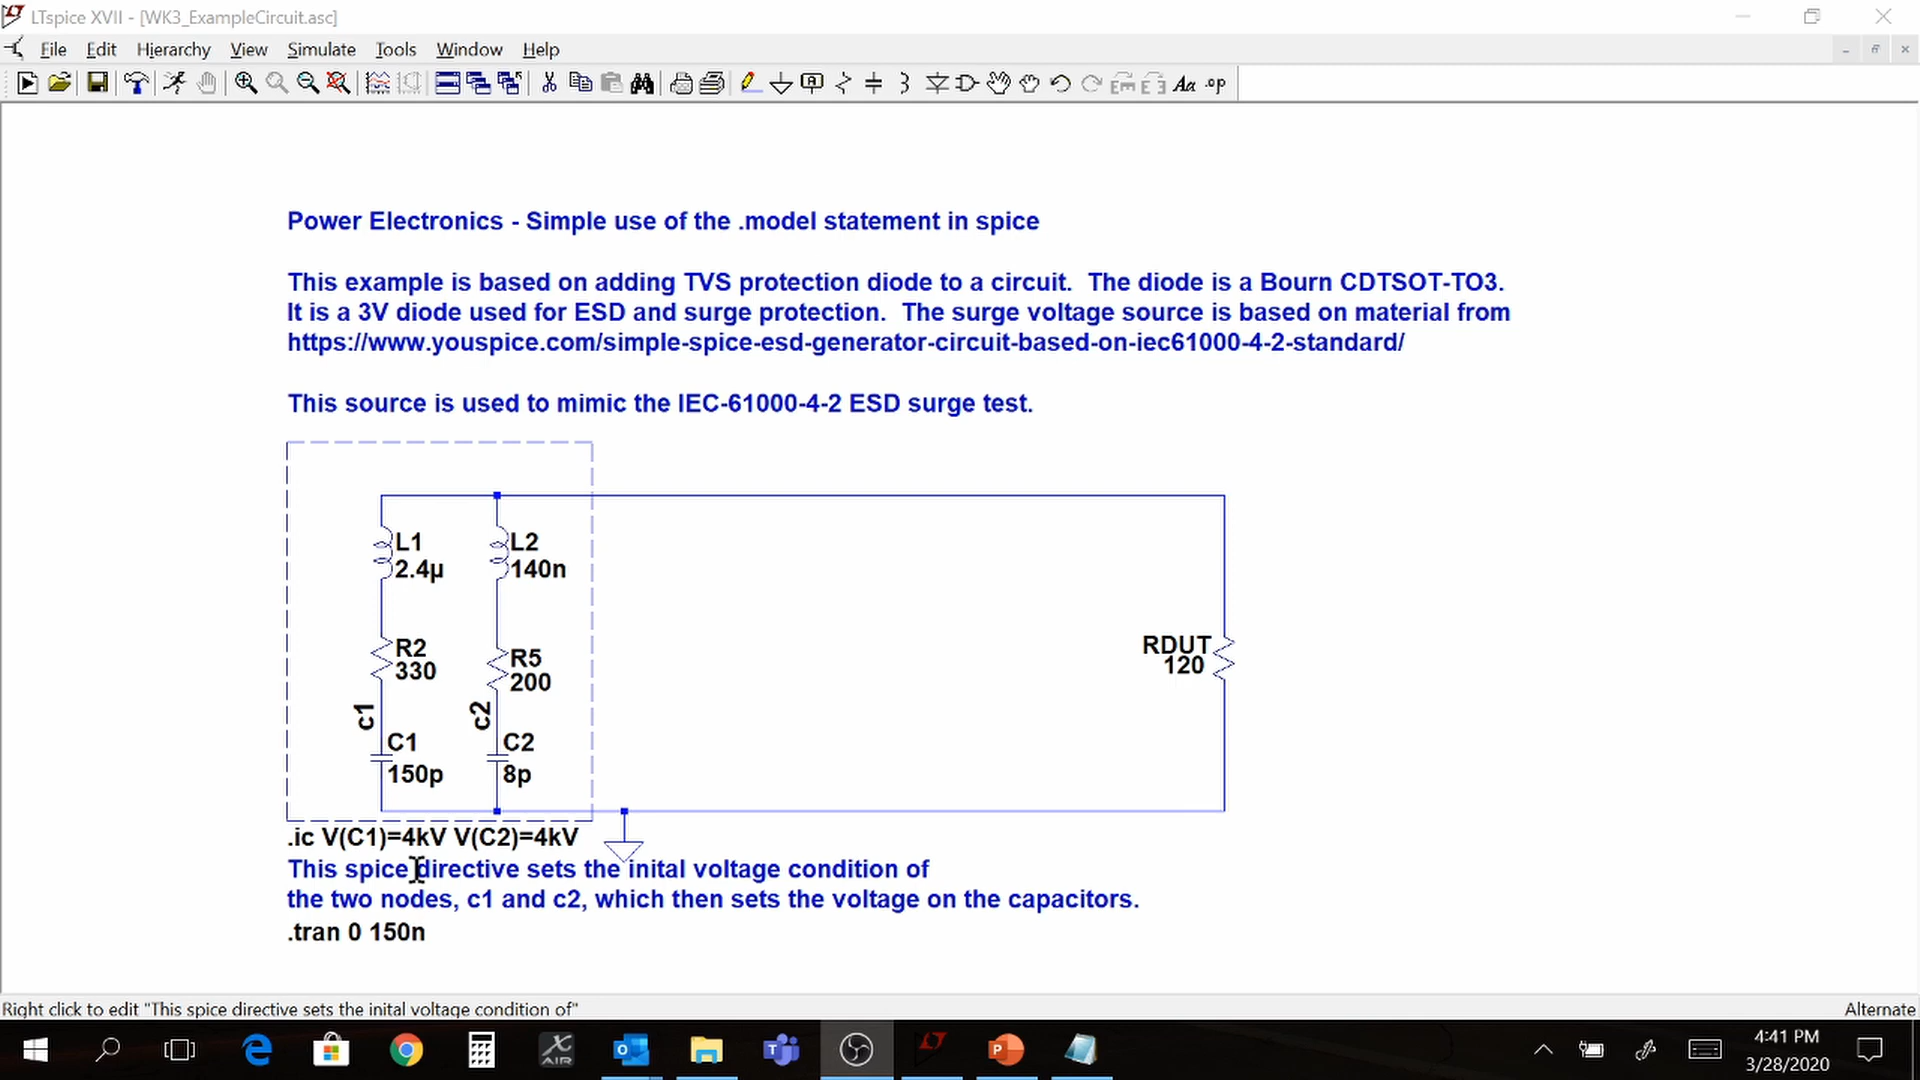 LTspice XVII - [WK3_ExampleCircuit.asc]
File Edit Hierarchy View Simulate Tools Window Help
Aa .op
Power Electronics - Simple use of the .model statement in spice
This example is based on adding TVS protection diode to a circuit. The diode is a Bourn CDTSOT-TO3.
It is a 3V diode used for ESD and surge protection. The surge voltage source is based on material from
https://www.youspice.com/simple-spice-esd-generator-circuit-based-on-iec61000-4-2-standard/
This source is used to mimic the IEC-61000-4-2 ESD surge test.
L1
2.4µ
L2
140n
R2
330
R5
200
RDUT
120
c1
c2
C1
150p
C2
8p
.ic V(C1)=4kV V(C2)=4kV
This spice directive sets the inital voltage condition of
the two nodes, c1 and c2, which then sets the voltage on the capacitors.
.tran 0 150n
Right click to edit "This spice directive sets the inital voltage condition of"
Alternate
AIR
4:41 PM
3/28/2020